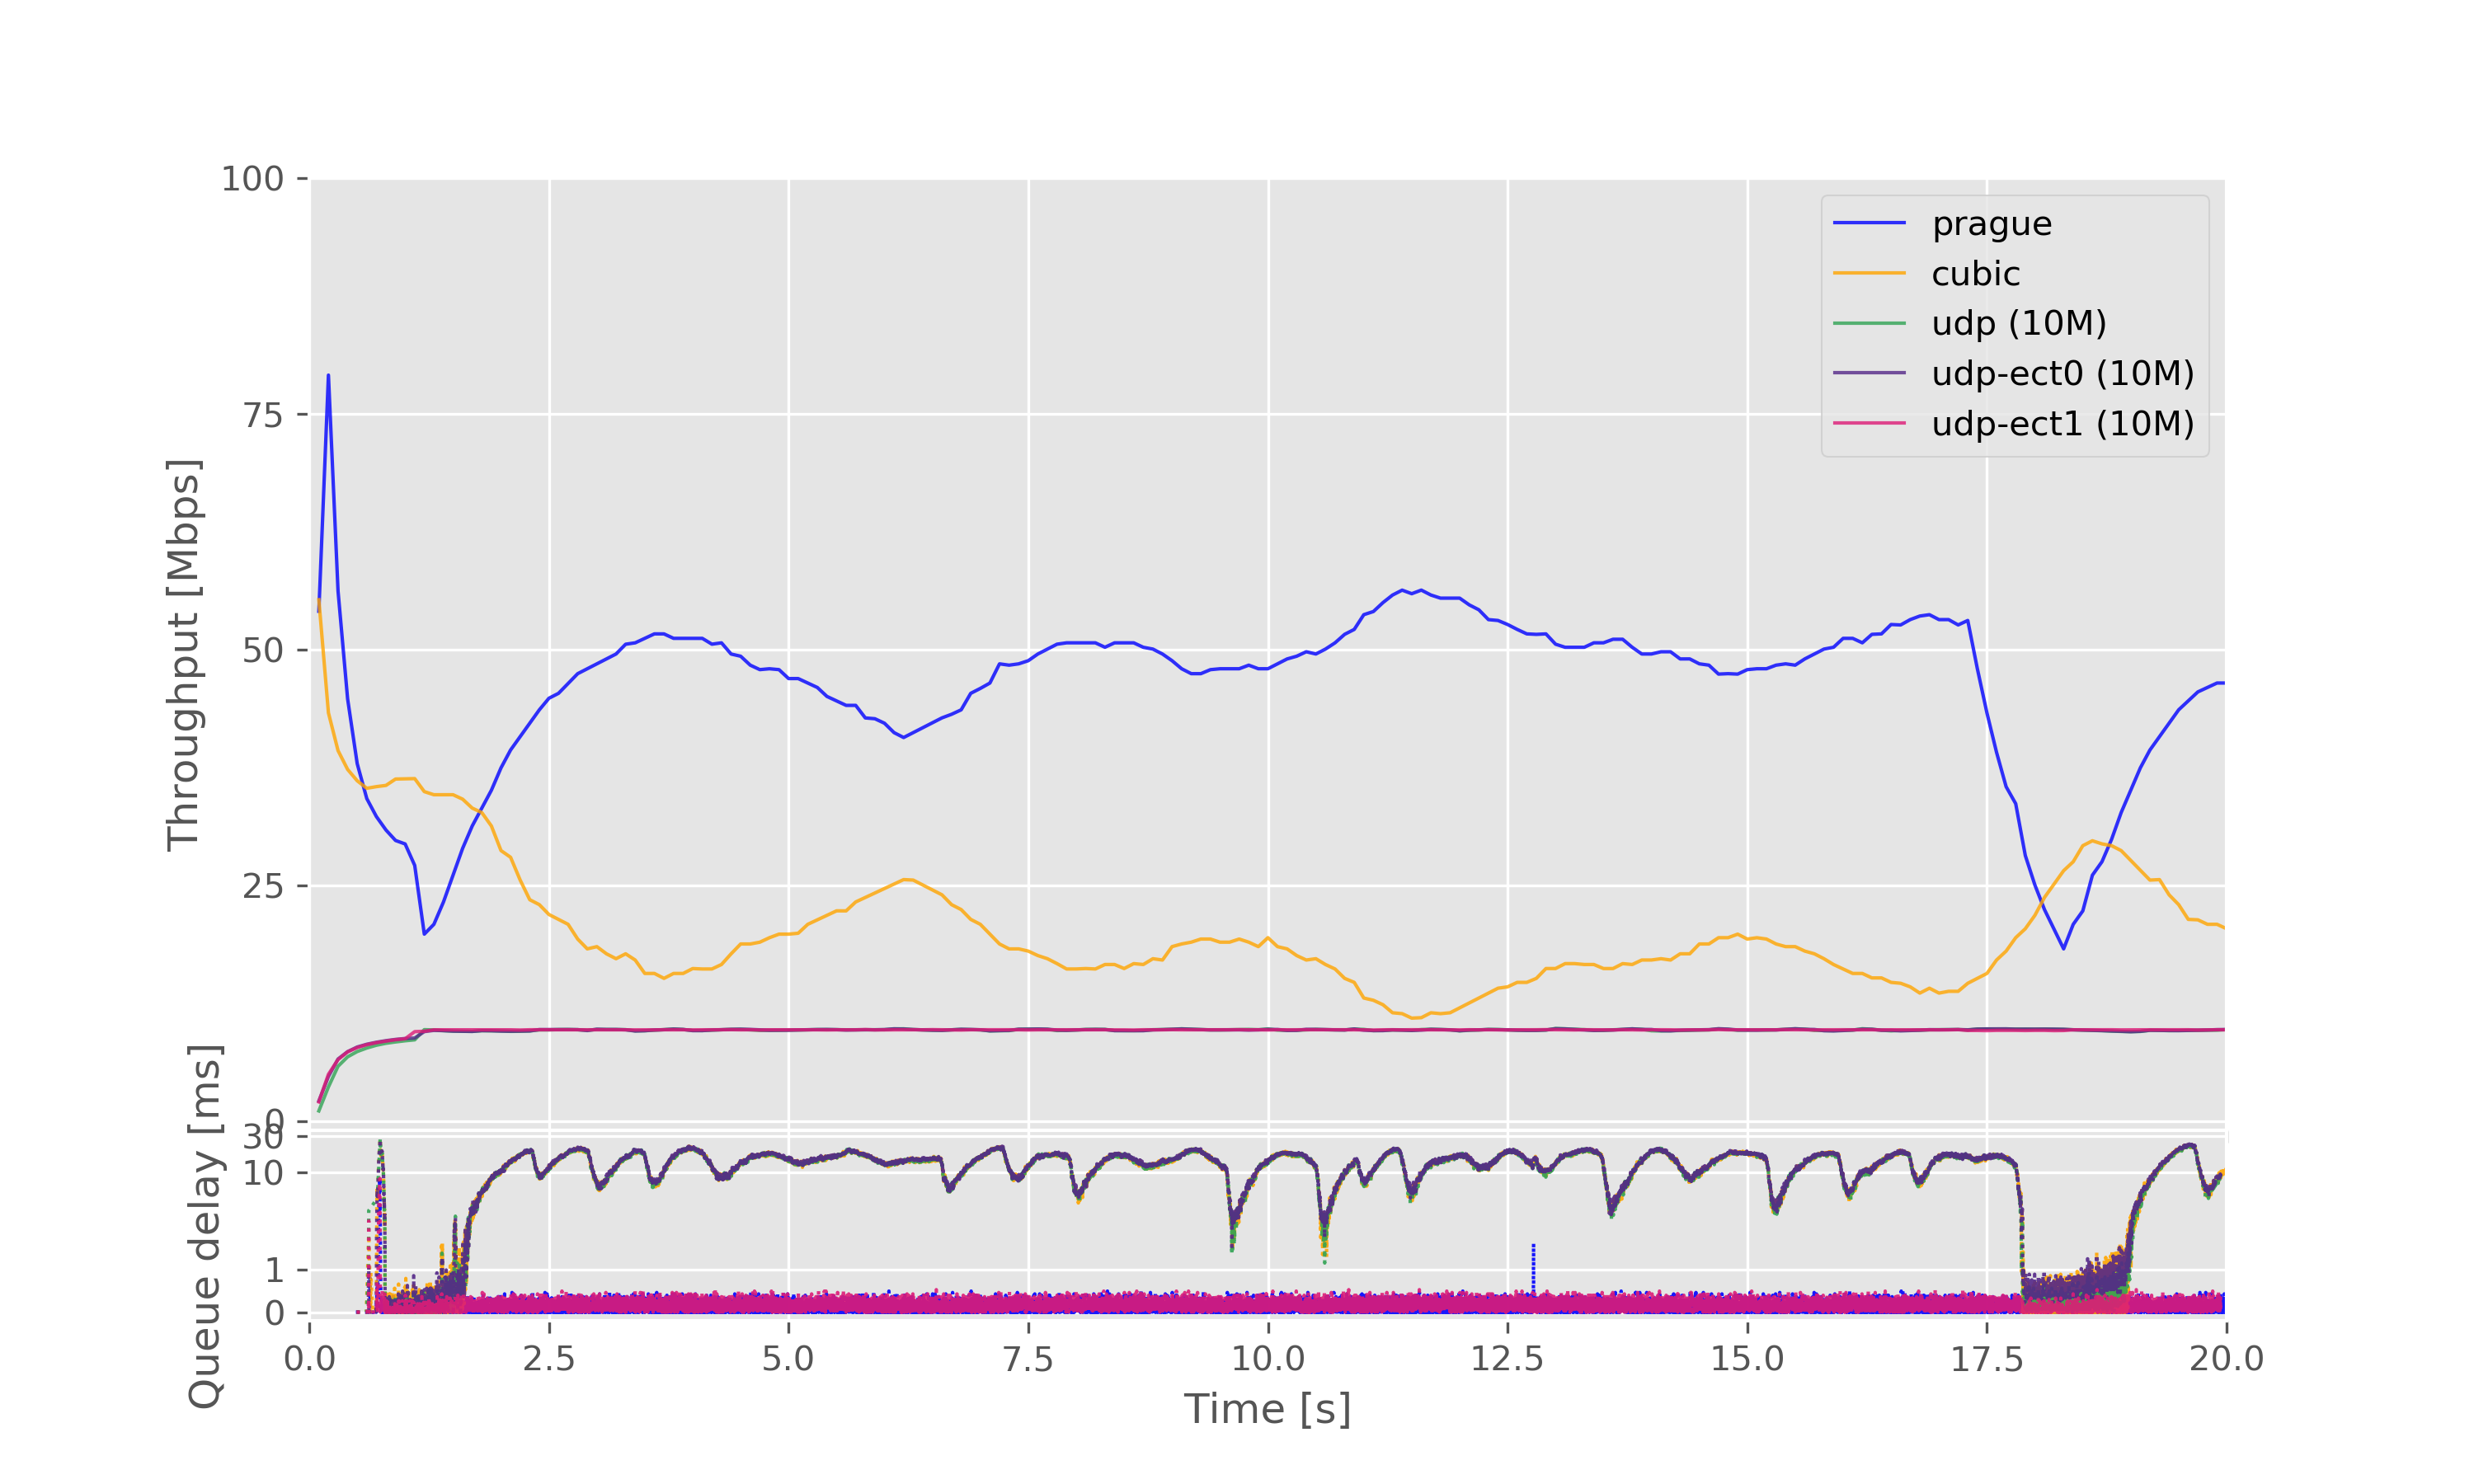 100
75
50
25
0
Throughput [Mbps]
prague
cubic
udp (10M)
udp-ect0 (10M)
udp-ect1 (10M)
30
10
1
0
Queue delay [ms]
0.0 2.5 5.0 7.5 10.0 12.5 15.0 17.5 20.0
Time [s]